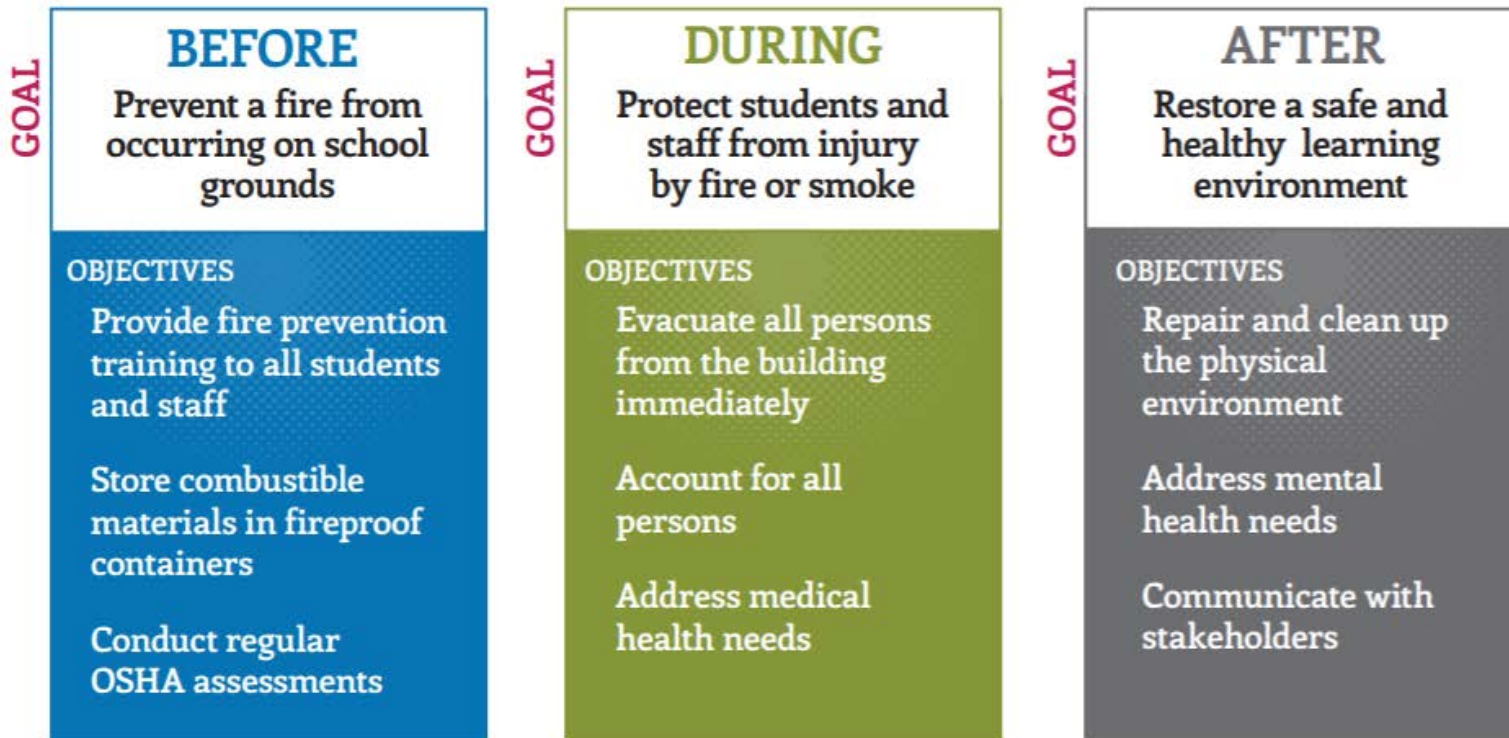 GOAL
BEFORE
Prevent a fire from
occurring on school
grounds
OBJECTIVES
Provide fire prevention
training to all students
and staff
Store combustible
materials in fireproof
containers
Conduct regular
OSHA assessments
GOAL
DURING
Protect students and
staff from injury
by fire or smoke
OBJECTIVES
Evacuate all persons
from the building
immediately
Account for all
persons
Address medical
health needs
GOAL
AFTER
Restore a safe and
healthy learning
environment
OBJECTIVES
Repair and clean up
the physical
environment
Address mental
health needs
Communicate with
stakeholders